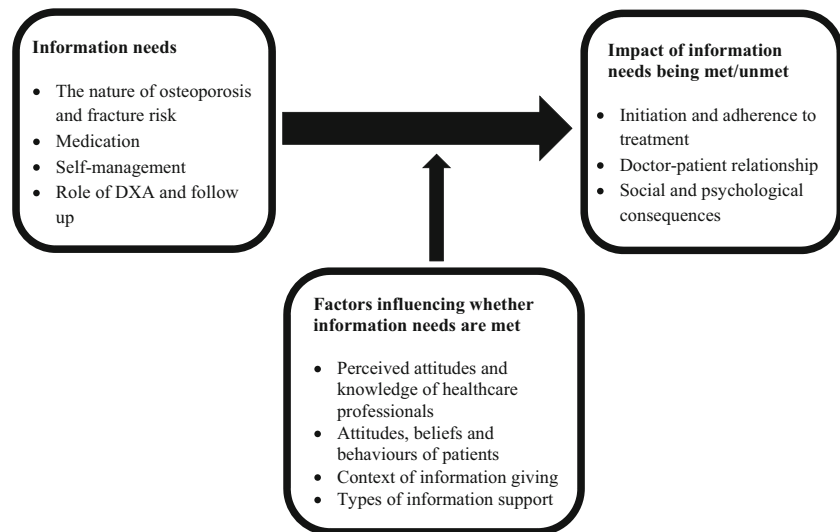 Information needs
• The nature of osteoporosis
and fracture risk
• Medication
• Self-management
• Role of DXA and follow
up
Impact of information
needs being met/unmet
• Initiation and adherence to
treatment
• Doctor-patient relationship
• Social and psychological
consequences
Factors influencing whether
information needs are met
• Perceived attitudes and
knowledge of healthcare
professionals
• Attitudes, beliefs and
behaviours of patients
• Context of information giving
• Types of information support